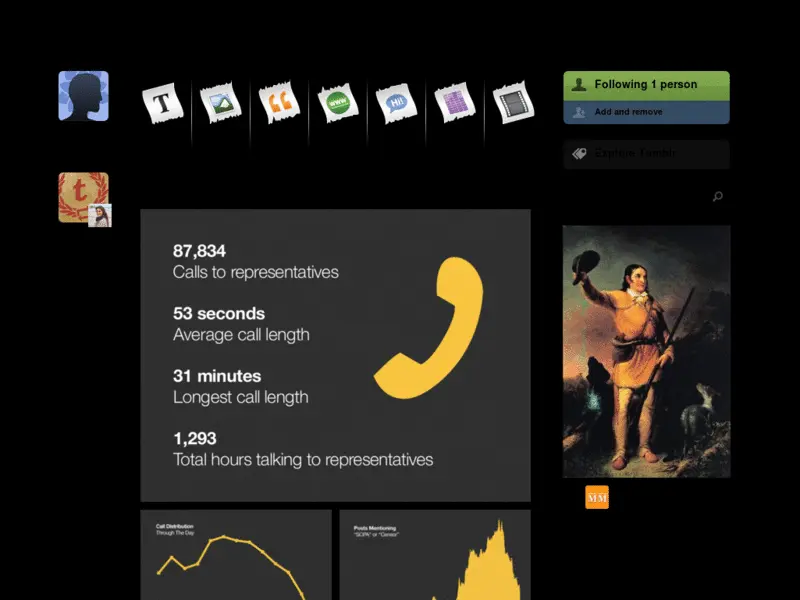 T
www
Hi!
Following 1 person
Add and remove
Explore Tumblr
t
87,834
Calls to representatives
53 seconds
Average call length
31 minutes
Longest call length
1,293
Total hours talking to representatives
MM
Call Distribution
Through The Day
Posts Mentioning
"SOPA" or "Censor"